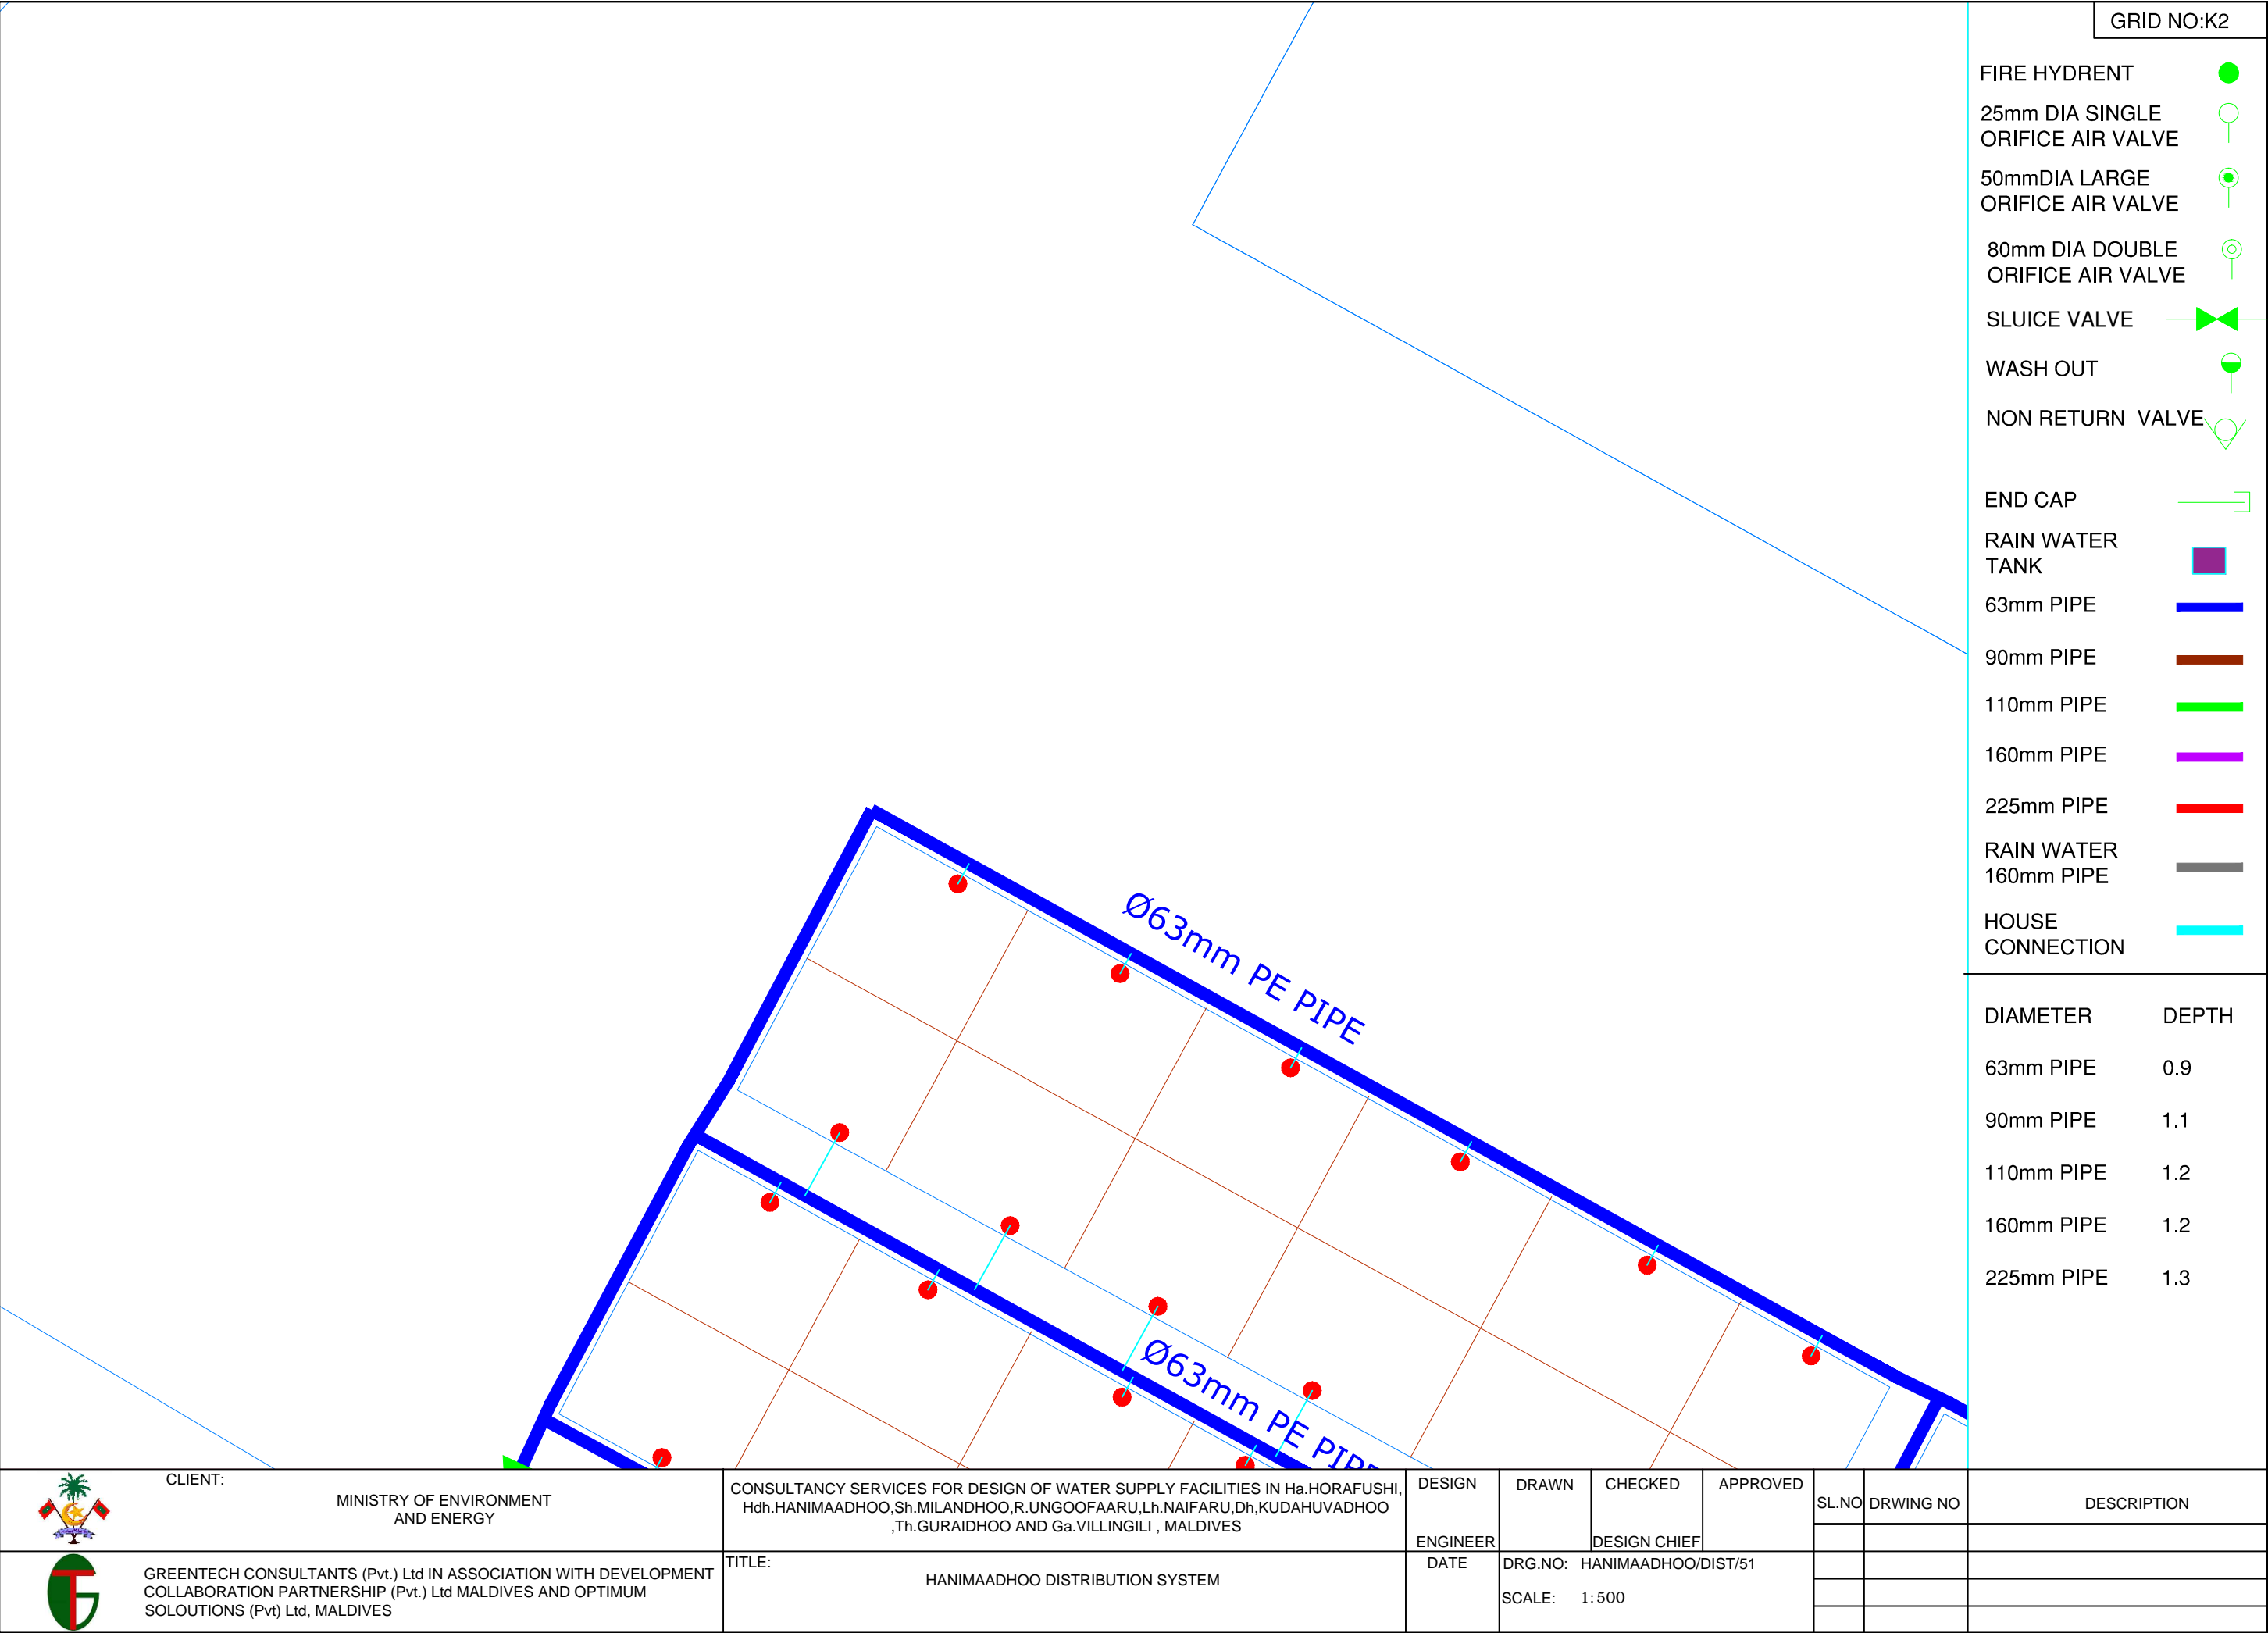 GRID NO:K2
FIRE HYDRENT
25mm DIA SINGLE
ORIFICE AIR VALVE
50mmDIA LARGE
ORIFICE AIR VALVE
80mm DIA DOUBLE
ORIFICE AIR VALVE
SLUICE VALVE
WASH OUT
NON RETURN VALVE
END CAP
RAIN WATER
TANK
63mm PIPE
90mm PIPE
110mm PIPE
160mm PIPE
225mm PIPE
RAIN WATER
160mm PIPE
HOUSE
CONNECTION
DIAMETER DEPTH
63mm PIPE 0.9
90mm PIPE 1.1
110mm PIPE 1.2
160mm PIPE 1.2
225mm PIPE 1.3
Ø63mm PE PIPE
Ø63mm PE PIPE
CLIENT:
MINISTRY OF ENVIRONMENT
AND ENERGY
GREENTECH CONSULTANTS (Pvt.) Ltd IN ASSOCIATION WITH DEVELOPMENT
COLLABORATION PARTNERSHIP (Pvt.) Ltd MALDIVES AND OPTIMUM
SOLOUTIONS (Pvt) Ltd, MALDIVES
CONSULTANCY SERVICES FOR DESIGN OF WATER SUPPLY FACILITIES IN Ha.HORAFUSHI,
Hdh.HANIMAADHOO,Sh.MILANDHOO,R.UNGOOFAARU,Lh.NAIFARU,Dh,KUDAHUVADHOO
,Th.GURAIDHOO AND Ga.VILLINGILI , MALDIVES
TITLE:
HANIMAADHOO DISTRIBUTION SYSTEM
DESIGN
ENGINEER
DRAWN
CHECKED
DESIGN CHIEF
APPROVED
DATE
DRG.NO: HANIMAADHOO/DIST/51
SCALE: 1:500
SL.NO DRWING NO DESCRIPTION